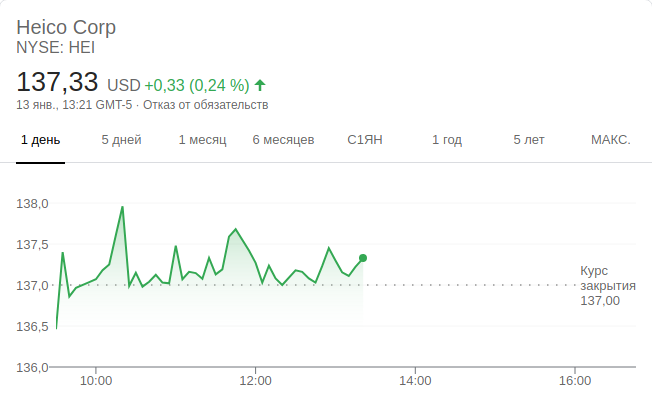 Heico Corp
NYSE: HEI
137,33 USD +0,33 (0,24 %)
13 янв., 13:21 GMT-5 · Отказ от обязательств
1 день 5 дней 1 месяц 6 месяцев С1ЯН 1 год 5 лет МАКС.
138,0
137,5
137,0
136,5
136,0
Курс
закрытия
137,00
10:00 12:00 14:00 16:00